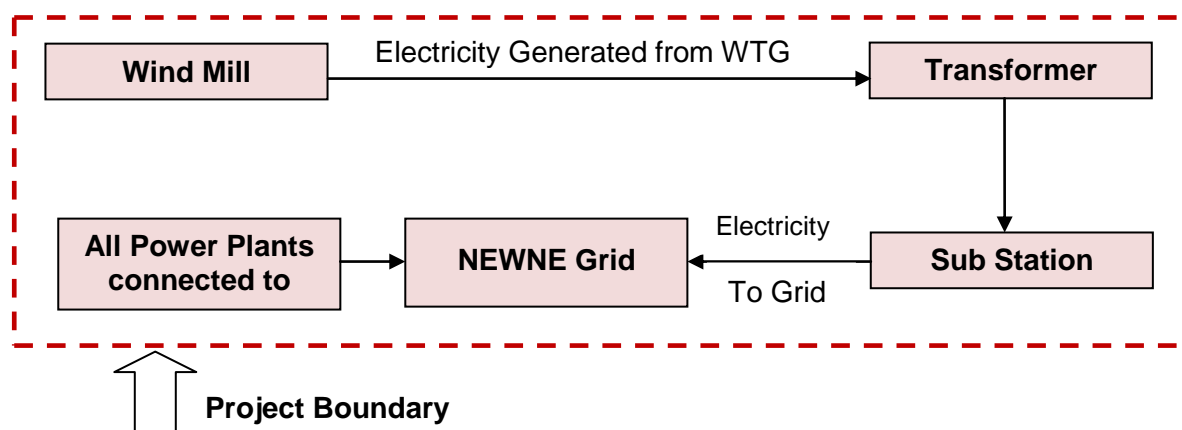 Wind Mill
Electricity Generated from WTG
Transformer
All Power Plants
connected to
NEWNE Grid
Electricity
To Grid
Sub Station
Project Boundary